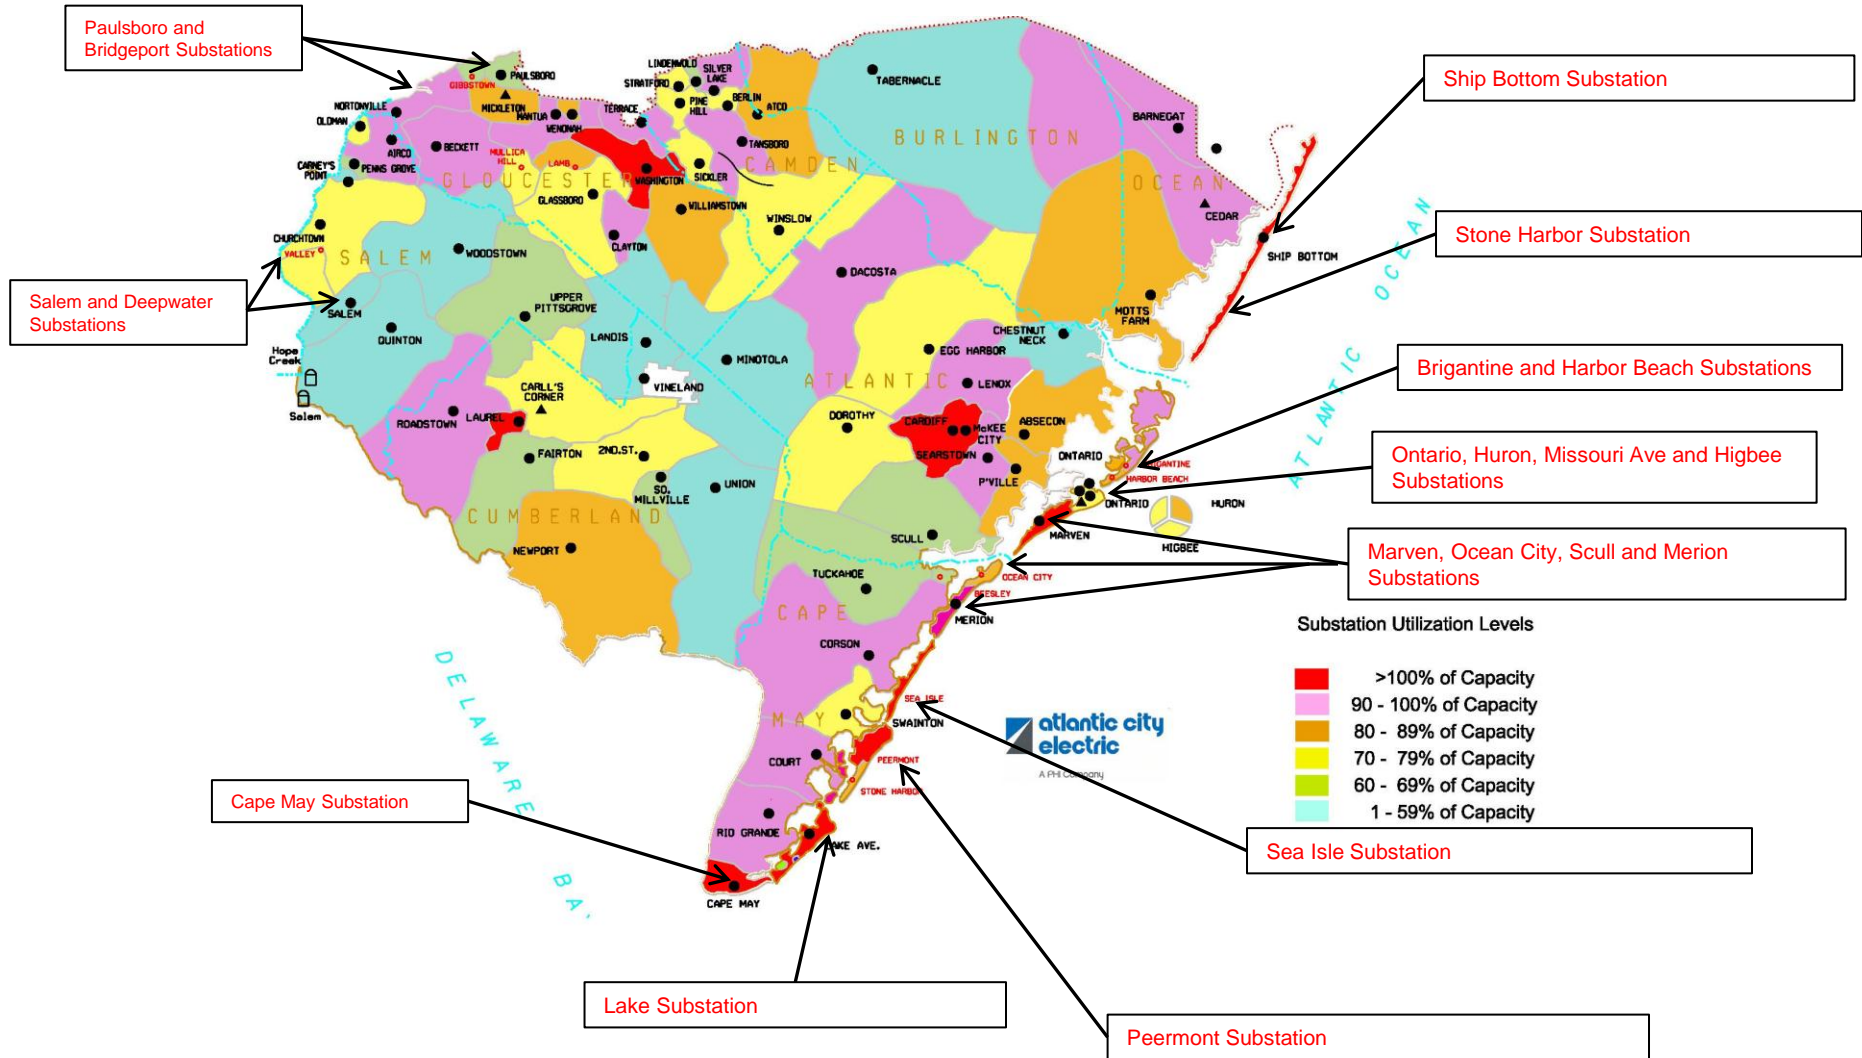 Paulsboro and
Bridgeport Substations
Ship Bottom Substation
Stone Harbor Substation
Salem and Deepwater
Substations
Brigantine and Harbor Beach Substations
Ontario, Huron, Missouri Ave and Higbee
Substations
Marven, Ocean City, Scull and Merion
Substations
Cape May Substation
Sea Isle Substation
Lake Substation
Peermont Substation
LINDENWOLD
SILVER
LAKE
STRATFORD
PAULSBORO
GIBBSTOWN
MICKLETON
NORTONVILLE
OLDMAN
MANTUA
WENONAH
TERRACE
PINE
HILL
BERLIN
ATCO
TABERNACLE
BARNEGAT
BURLINGTON
AIRCO
BECKETT
MULLICA
HILL
LAMB
TANSBORO
CAMDEN
CARNEY'S
POINT
PENNS GROVE
GLOUCESTER
WASHINGTON
SICKLER
OCEAN
CEDAR
GLASSBORO
WILLIAMSTOWN
WINSLOW
CHURCHTOWN
VALLEY
SALEM
WOODSTOWN
CLAYTON
SHIP BOTTOM
DACOSTA
SALEM
UPPER
PITTSGROVE
MOTTS
FARM
QUINTON
LANDIS
MINOTOLA
CHESTNUT
NECK
EGG HARBOR
Hope
Creek
Salem
CARLL'S
CORNER
VINELAND
ATLANTIC
LENOX
ROADSTOWN
LAUREL
DOROTHY
CARDIFF
McKEE
CITY
ABSECON
FAIRTON
2ND.ST.
SEARSTOWN
ONTARIO
BRIGANTINE
HARBOR BEACH
SO.
MILLVILLE
UNION
P'VILLE
ONTARIO
HURON
CUMBERLAND
MARVEN
HIGBEE
NEWPORT
SCULL
TUCKAHOE
OCEAN CITY
BEESLEY
CAPE
MERION
CORSON
SEA ISLE
MAY
SWAINTON
COURT
PEERMONT
STONE HARBOR
RIO GRANDE
LAKE AVE.
CAPE MAY
ATLANTIC OCEAN
DELAWARE BA
atlantic city
electric
A PHI Company
Substation Utilization Levels
>100% of Capacity
90 - 100% of Capacity
80 - 89% of Capacity
70 - 79% of Capacity
60 - 69% of Capacity
1 - 59% of Capacity